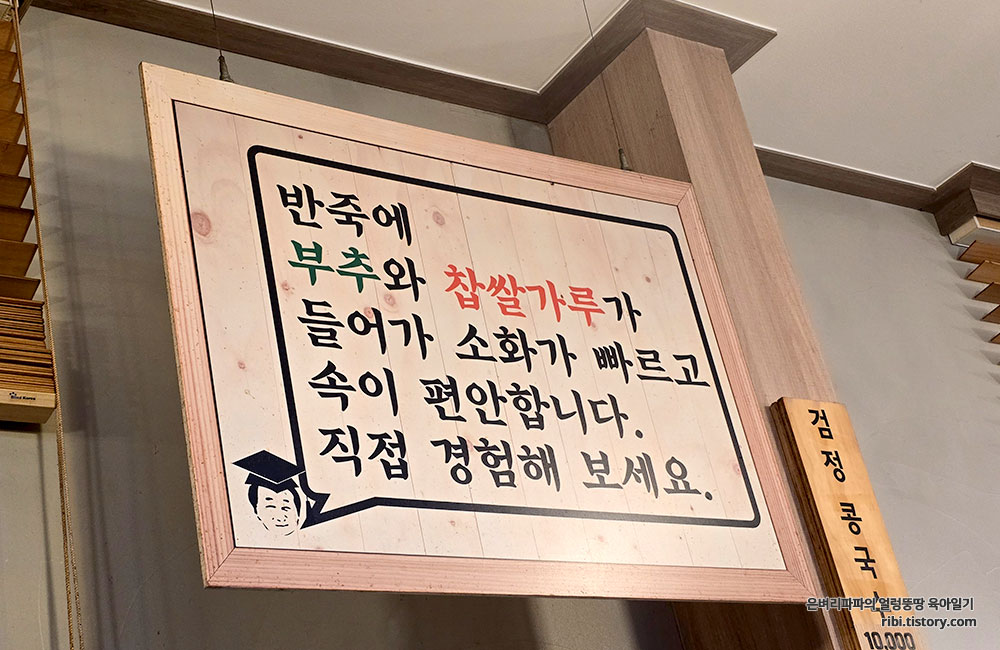 반죽에
부추와 찹쌀가루가
들어가 소화가 빠르고
속이 편안합니다.
직접 경험해 보세요.
검정 콩국수
10,000
은벼리파파의 얼렁뚱땅 육아일기
ribi.tistory.com